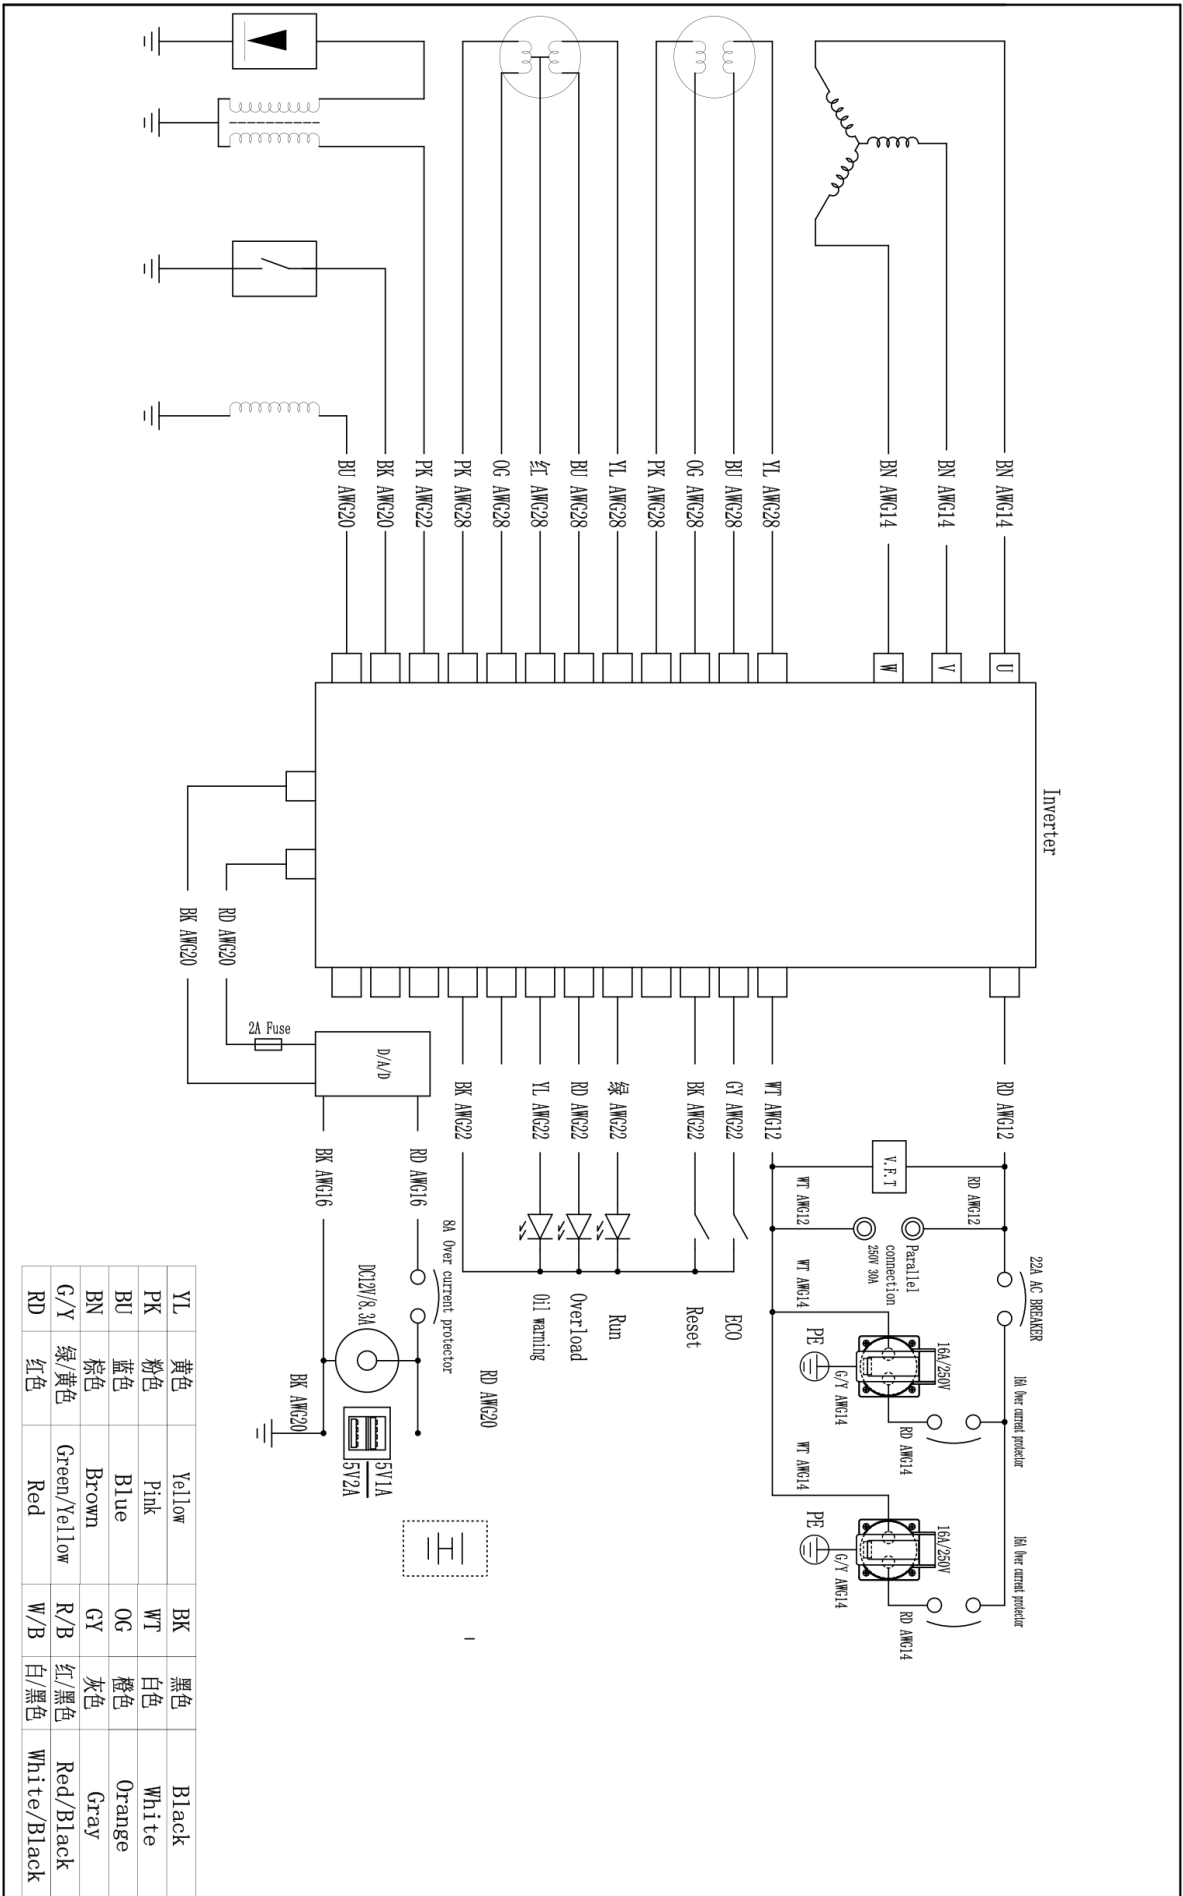 Inverter
U
V
W
BN AWG14
BN AWG14
BN AWG14
YL AWG28
BU AWG28
OG AWG28
PK AWG28
YL AWG28
BU AWG28
红 AWG28
OG AWG28
PK AWG28
PK AWG22
BK AWG20
BU AWG20
RD AWG12
WT AWG12
GY AWG22
BK AWG22
绿 AWG22
RD AWG22
YL AWG22
BK AWG22
RD AWG20
BK AWG20
2A Fuse
D/A/D
RD AWG16
BK AWG16
V.F.T
RD AWG12
WT AWG12
Parallel
connection
250V 30A
22A AC BREAKER
WT AWG14
16A/250V
PE
G/Y AWG14
RD AWG14
16A Over current protector
WT AWG14
16A/250V
PE
G/Y AWG14
RD AWG14
16A Over current protector
ECO
Reset
Run
Overload
Oil warning
8A Over current protector
DC12V/8.3A
RD AWG20
BK AWG20
5V1A
5V2A
YL 黄色 Yellow BK 黑色 Black
PK 粉色 Pink WT 白色 White
BU 蓝色 Blue OG 橙色 Orange
BN 棕色 Brown GY 灰色 Gray
G/Y 绿/黄色 Green/Yellow R/B 红/黑色 Red/Black
RD 红色 Red W/B 白/黑色 White/Black